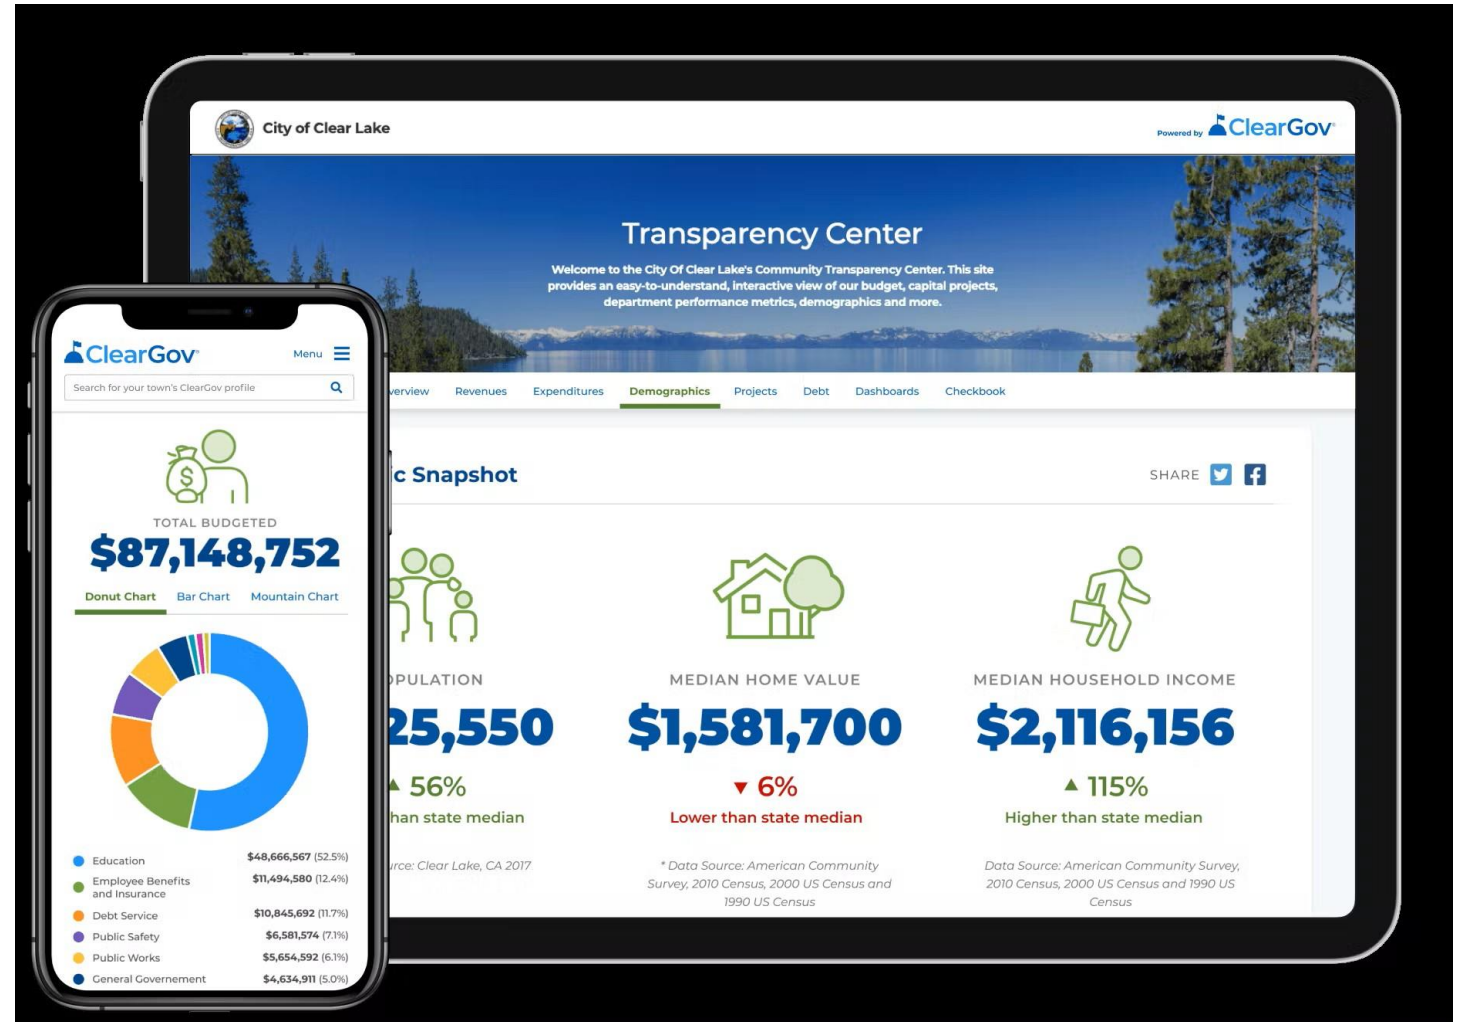 City of Clear Lake
Powered by ClearGov
Transparency Center
Welcome to the City Of Clear Lake's Community Transparency Center. This site
provides an easy-to-understand, interactive view of our budget, capital projects,
department performance metrics, demographics and more.
Revenues Expenditures Demographics Projects Debt Dashboards Checkbook
Snapshot
SHARE
MEDIAN HOME VALUE
$1,581,700
6%
Lower than state median
* Data Source: American Community
Survey, 2010 Census, 2000 US Census and
1990 US Census
MEDIAN HOUSEHOLD INCOME
$2,116,156
115%
Higher than state median
Data Source: American Community Survey,
2010 Census, 2000 US Census and 1990 US
Census
25,550
56%
than state median
Clear Lake, CA 2017
ClearGov
Menu
Search for your town's ClearGov profile
$
TOTAL BUDGETED
$87,148,752
Donut Chart Bar Chart Mountain Chart
Education $48,666,567 (52.5%)
Employee Benefits $11,494,580 (12.4%)
and Insurance
Debt Service $10,845,692 (11.7%)
Public Safety $6,581,574 (7.1%)
Public Works $5,654,592 (6.1%)
General Governement $4,634,911 (5.0%)